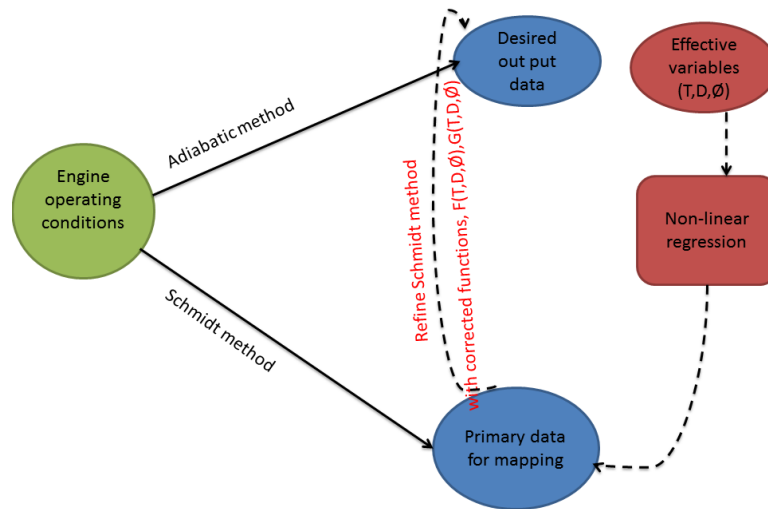 Desired
out put
data
Effective
variables
(T,D,Ø)
Adiabatic method
Engine
operating
conditions
Non-linear
regression
Refine Schmidt method
with corrected functions, F(T,D,Ø),G(T,D,Ø)
Schmidt method
Primary data
for mapping